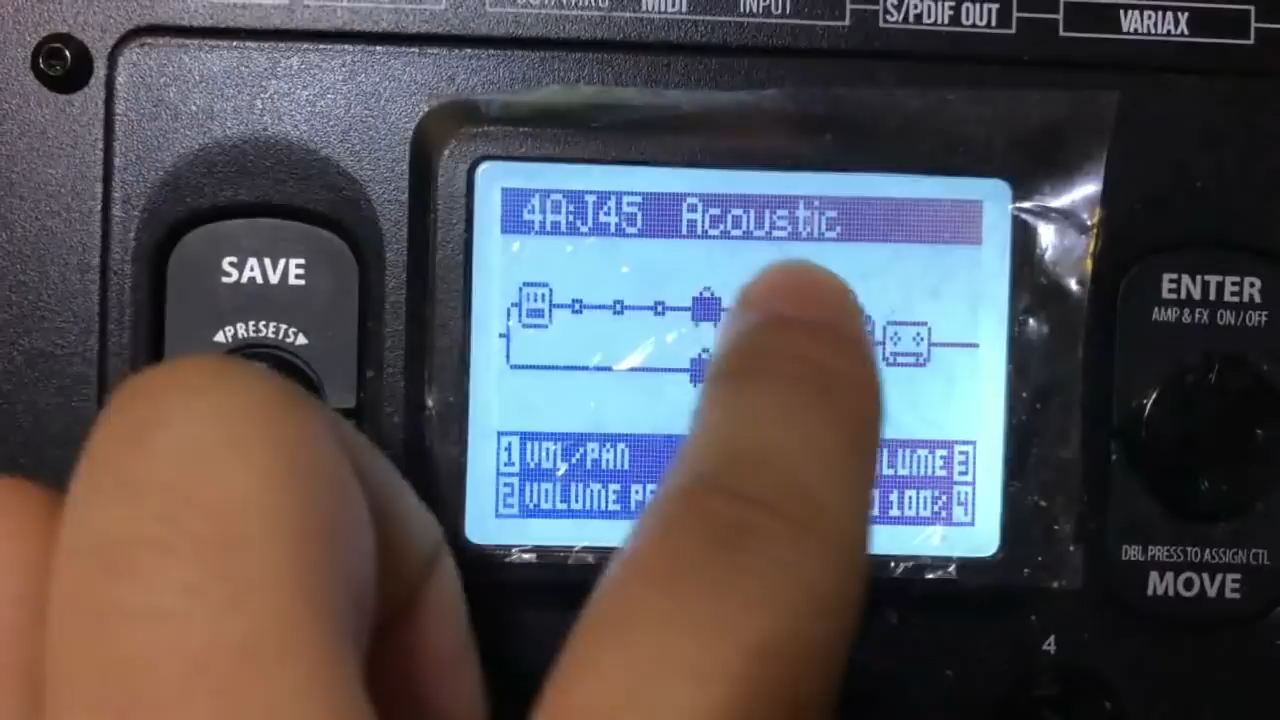 MIDI
INPUT
S/PDIF OUT
VARIAX
4A:J45 Acoustic
SAVE
◄PRESETS►
ENTER
AMP & FX ON / OFF
1 VOL/PAN
LUME 3
2 VOLUME
100% 4
DBL PRESS TO ASSIGN CTL
MOVE
4